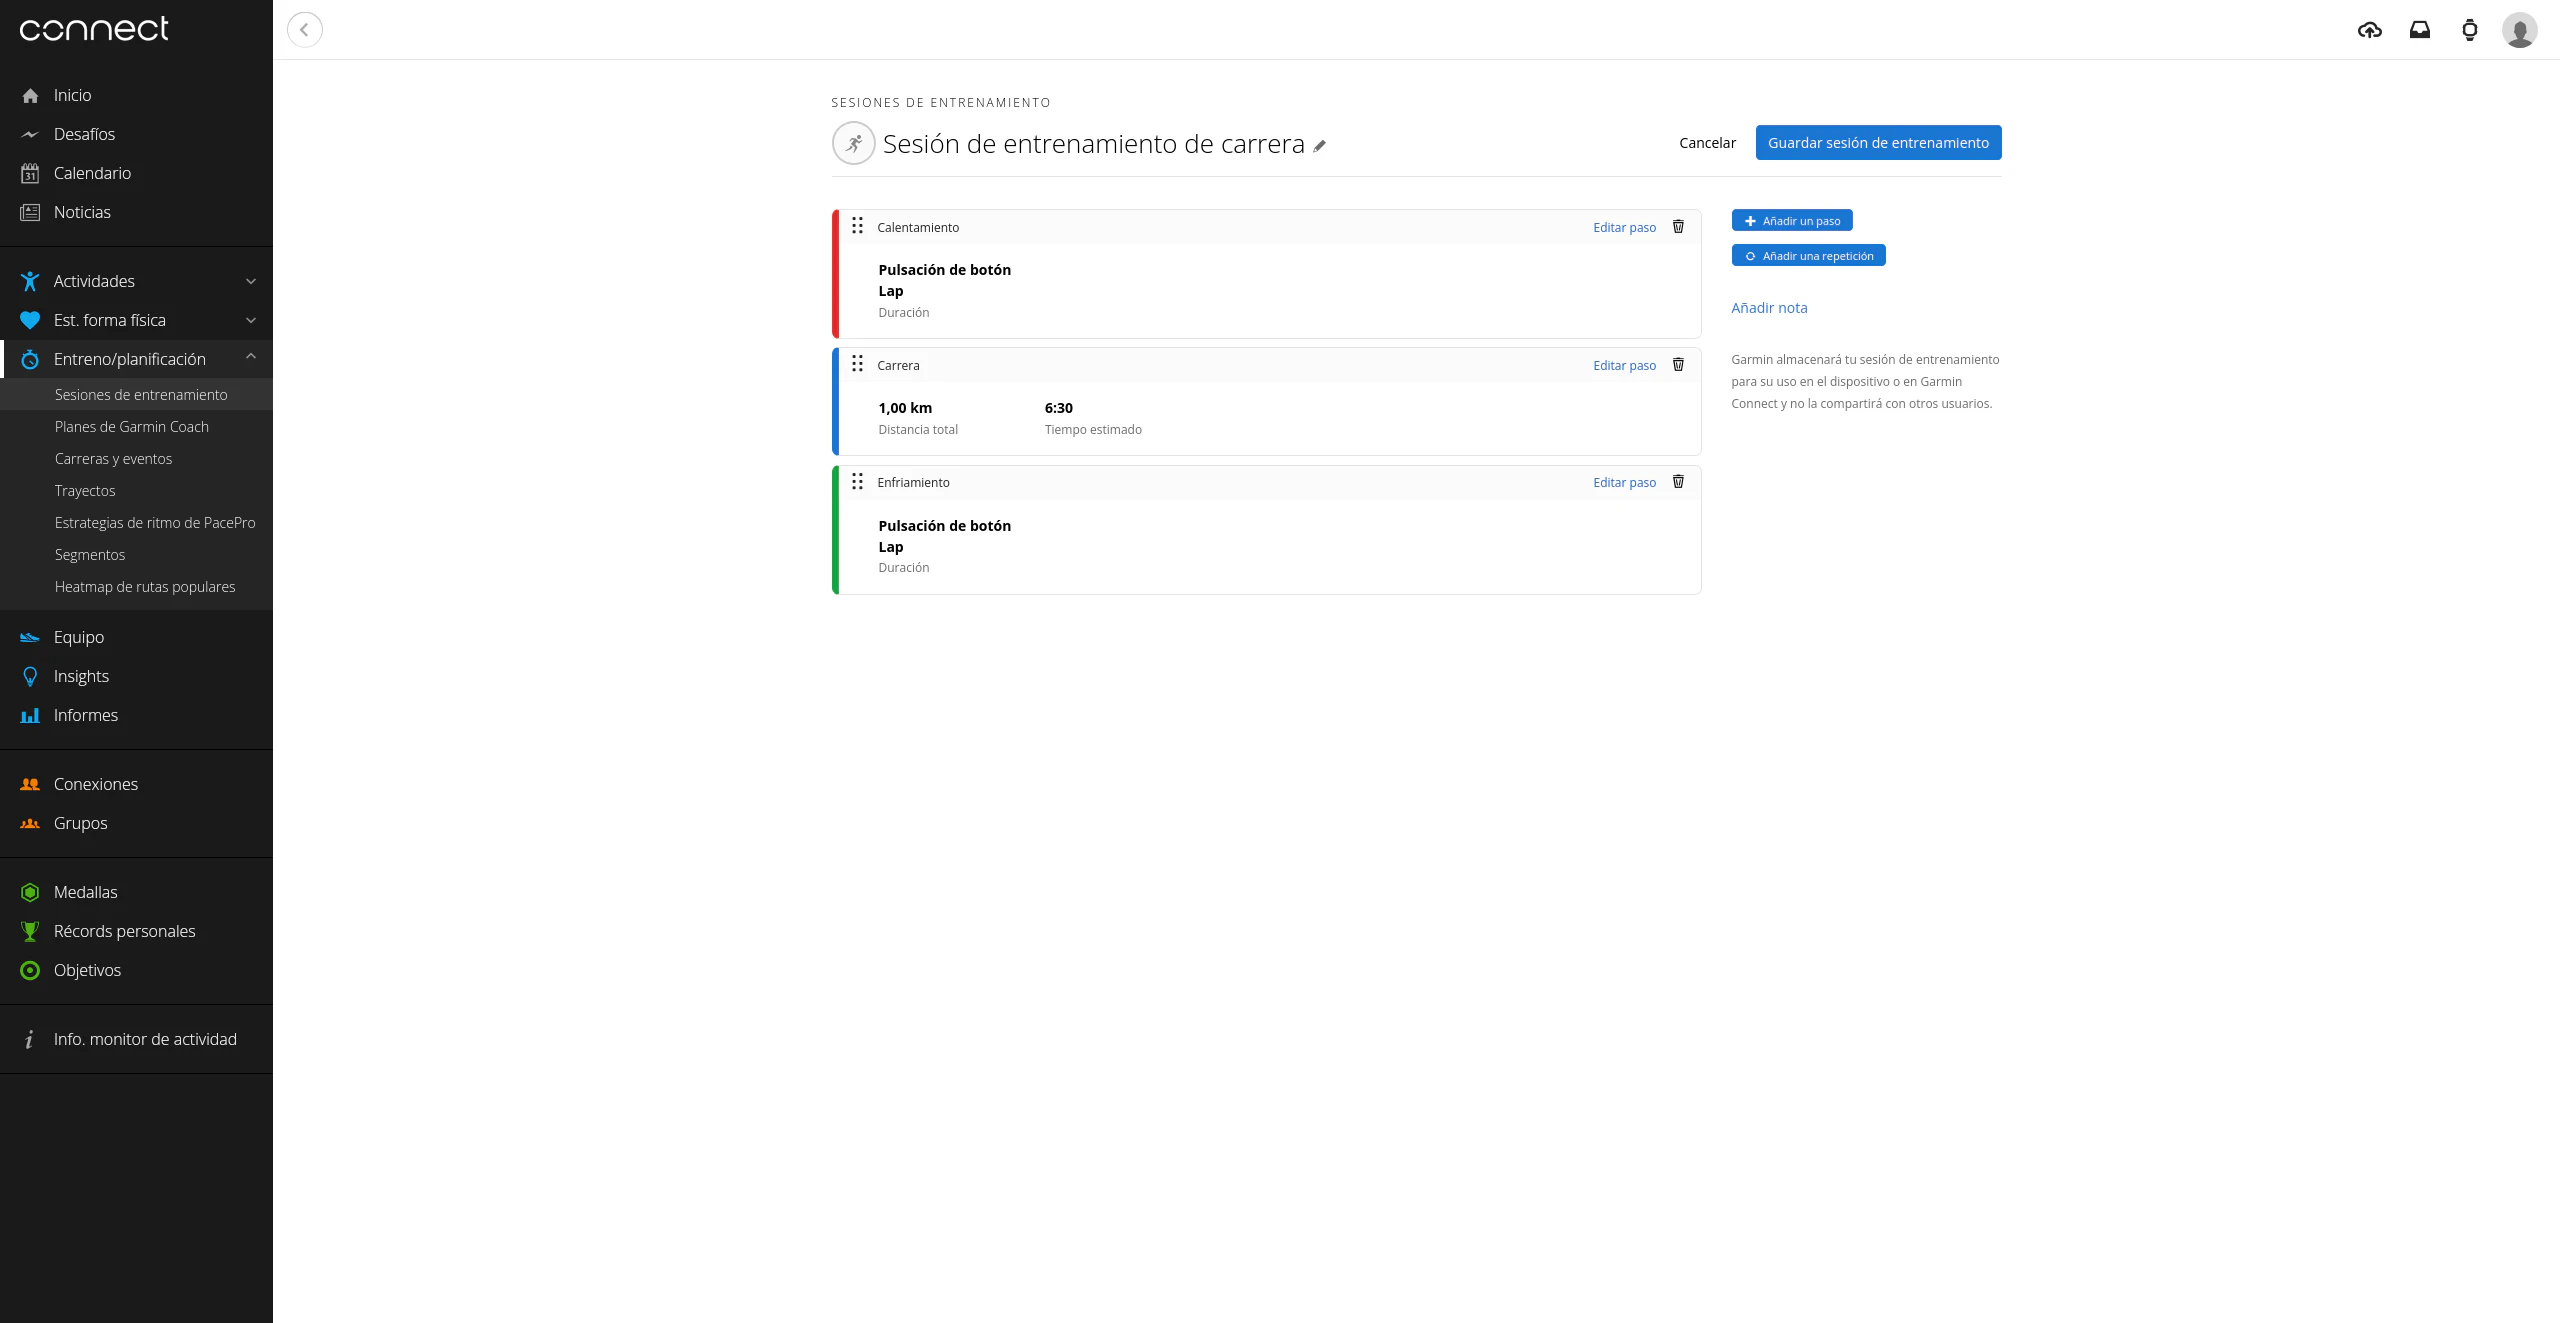 connect
Inicio
Desafíos
31
Calendario
Noticias
Actividades
Est. forma física
Entreno/planificación
Sesiones de entrenamiento
Planes de Garmin Coach
Carreras y eventos
Trayectos
Estrategias de ritmo de PacePro
Segmentos
Heatmap de rutas populares
Equipo
Insights
Informes
Conexiones
Grupos
Medallas
Récords personales
Objetivos
Info. monitor de actividad
SESIONES DE ENTRENAMIENTO
Sesión de entrenamiento de carrera
Cancelar
Guardar sesión de entrenamiento
Calentamiento
Editar paso
Pulsación de botón
Lap
Duración
Carrera
Editar paso
1,00 km
6:30
Distancia total
Tiempo estimado
Enfriamiento
Editar paso
Pulsación de botón
Lap
Duración
Añadir un paso
Añadir una repetición
Añadir nota
Garmin almacenará tu sesión de entrenamiento
para su uso en el dispositivo o en Garmin
Connect y no la compartirá con otros usuarios.